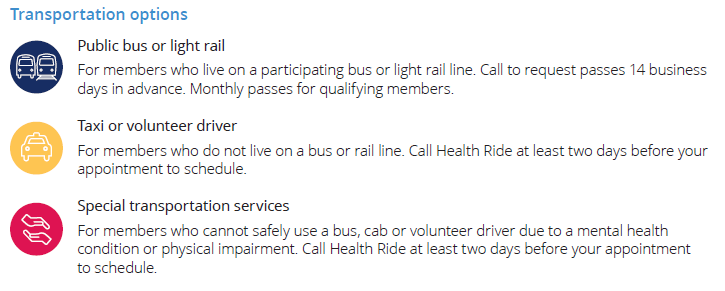 Transportation options
Public bus or light rail
For members who live on a participating bus or light rail line. Call to request passes 14 business
days in advance. Monthly passes for qualifying members.
Taxi or volunteer driver
For members who do not live on a bus or rail line. Call Health Ride at least two days before your
appointment to schedule.
Special transportation services
For members who cannot safely use a bus, cab or volunteer driver due to a mental health
condition or physical impairment. Call Health Ride at least two days before your appointment
to schedule.